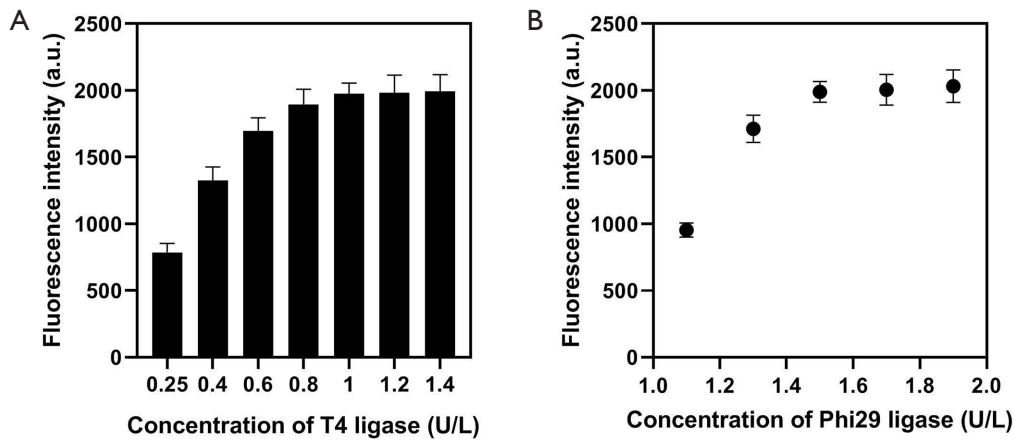 A
Fluorescence intensity (a.u.)
2500
2000
1500
1000
500
0
0.25 0.4 0.6 0.8 1 1.2 1.4
Concentration of T4 ligase (U/L)
B
Fluorescence intensity (a.u.)
2500
2000
1500
1000
500
0
1.0 1.2 1.4 1.6 1.8 2.0
Concentration of Phi29 ligase (U/L)